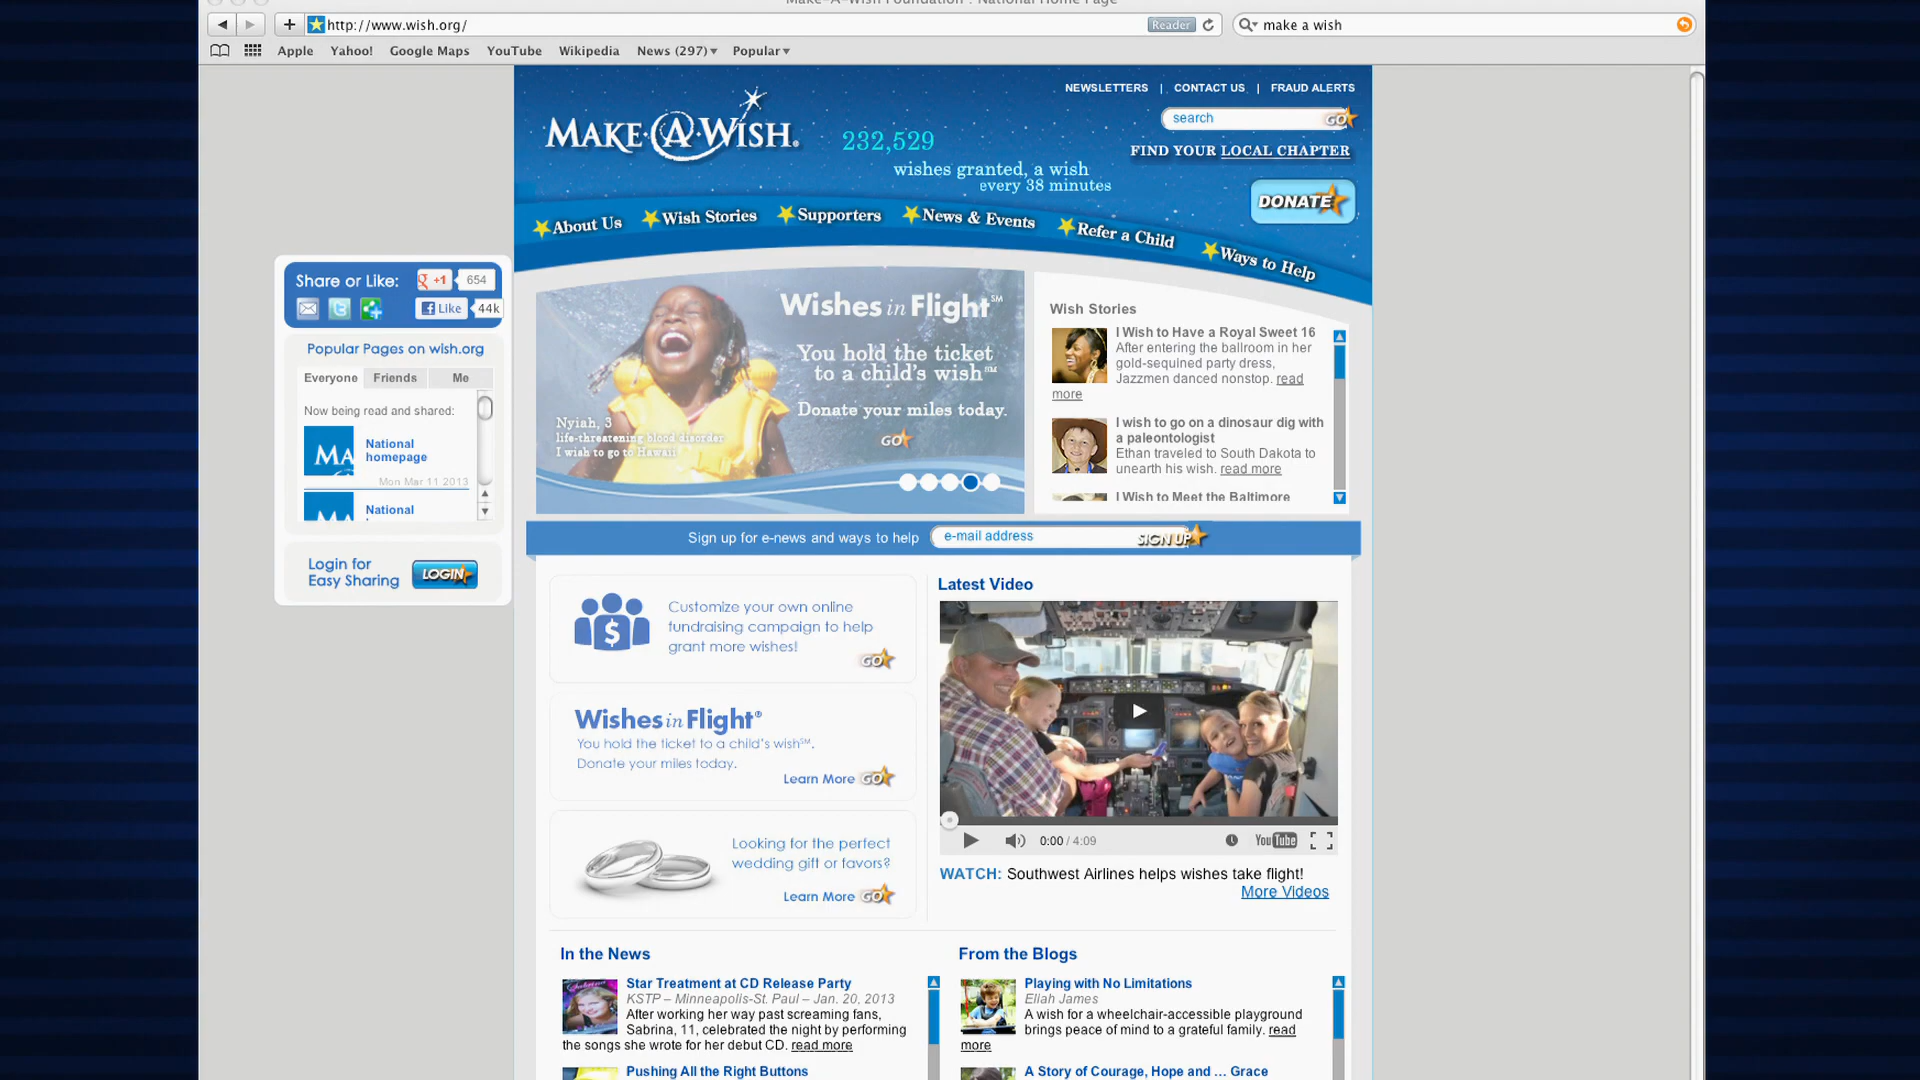 Make-A-Wish Foundation : National Home Page
http://www.wish.org/
Reader
make a wish
Apple Yahoo! Google Maps YouTube Wikipedia News (297) Popular
NEWSLETTERS | CONTACT US | FRAUD ALERTS
MAKE·A·WISH®
search GO
232,529
wishes granted, a wish
every 38 minutes
FIND YOUR LOCAL CHAPTER
DONATE
About Us Wish Stories Supporters News & Events Refer a Child Ways to Help
Share or Like: +1 654
Like 44k
Popular Pages on wish.org
Everyone Friends Me
Now being read and shared:
MA
National
homepage
Mon Mar 11 2013
National
Login for
Easy Sharing
LOGIN
Wishes in Flight℠
You hold the ticket
to a child's wish℠
Donate your miles today.
GO
Nyiah, 3
life-threatening blood disorder
I wish to go to Hawaii
Wish Stories
I Wish to Have a Royal Sweet 16
After entering the ballroom in her
gold-sequined party dress,
Jazzmen danced nonstop. read
more
I wish to go on a dinosaur dig with
a paleontologist
Ethan traveled to South Dakota to
unearth his wish. read more
I Wish to Meet the Baltimore
Sign up for e-news and ways to help
e-mail address SIGN UP
Customize your own online
fundraising campaign to help
grant more wishes!
GO
Wishes in Flight®
You hold the ticket to a child's wish℠.
Donate your miles today.
Learn More GO
Looking for the perfect
wedding gift or favors?
Learn More GO
Latest Video
0:00 / 4:09
YouTube
WATCH: Southwest Airlines helps wishes take flight!
More Videos
In the News
Star Treatment at CD Release Party
KSTP – Minneapolis-St. Paul – Jan. 20, 2013
After working her way past screaming fans,
Sabrina, 11, celebrated the night by performing
the songs she wrote for her debut CD. read more
Pushing All the Right Buttons
From the Blogs
Playing with No Limitations
Eliah James
A wish for a wheelchair-accessible playground
brings peace of mind to a grateful family. read
more
A Story of Courage, Hope and ... Grace